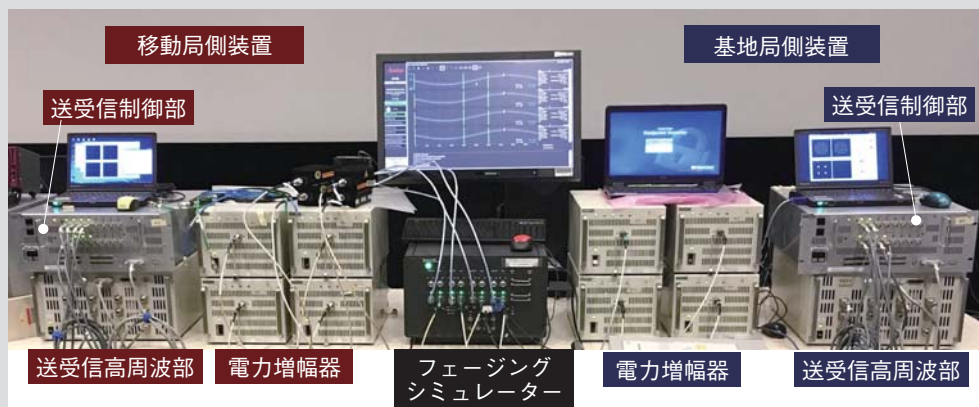 移動局側装置
基地局側装置
送受信制御部
送受信制御部
送受信高周波部
電力増幅器
フェージング
シミュレーター
電力増幅器
送受信高周波部